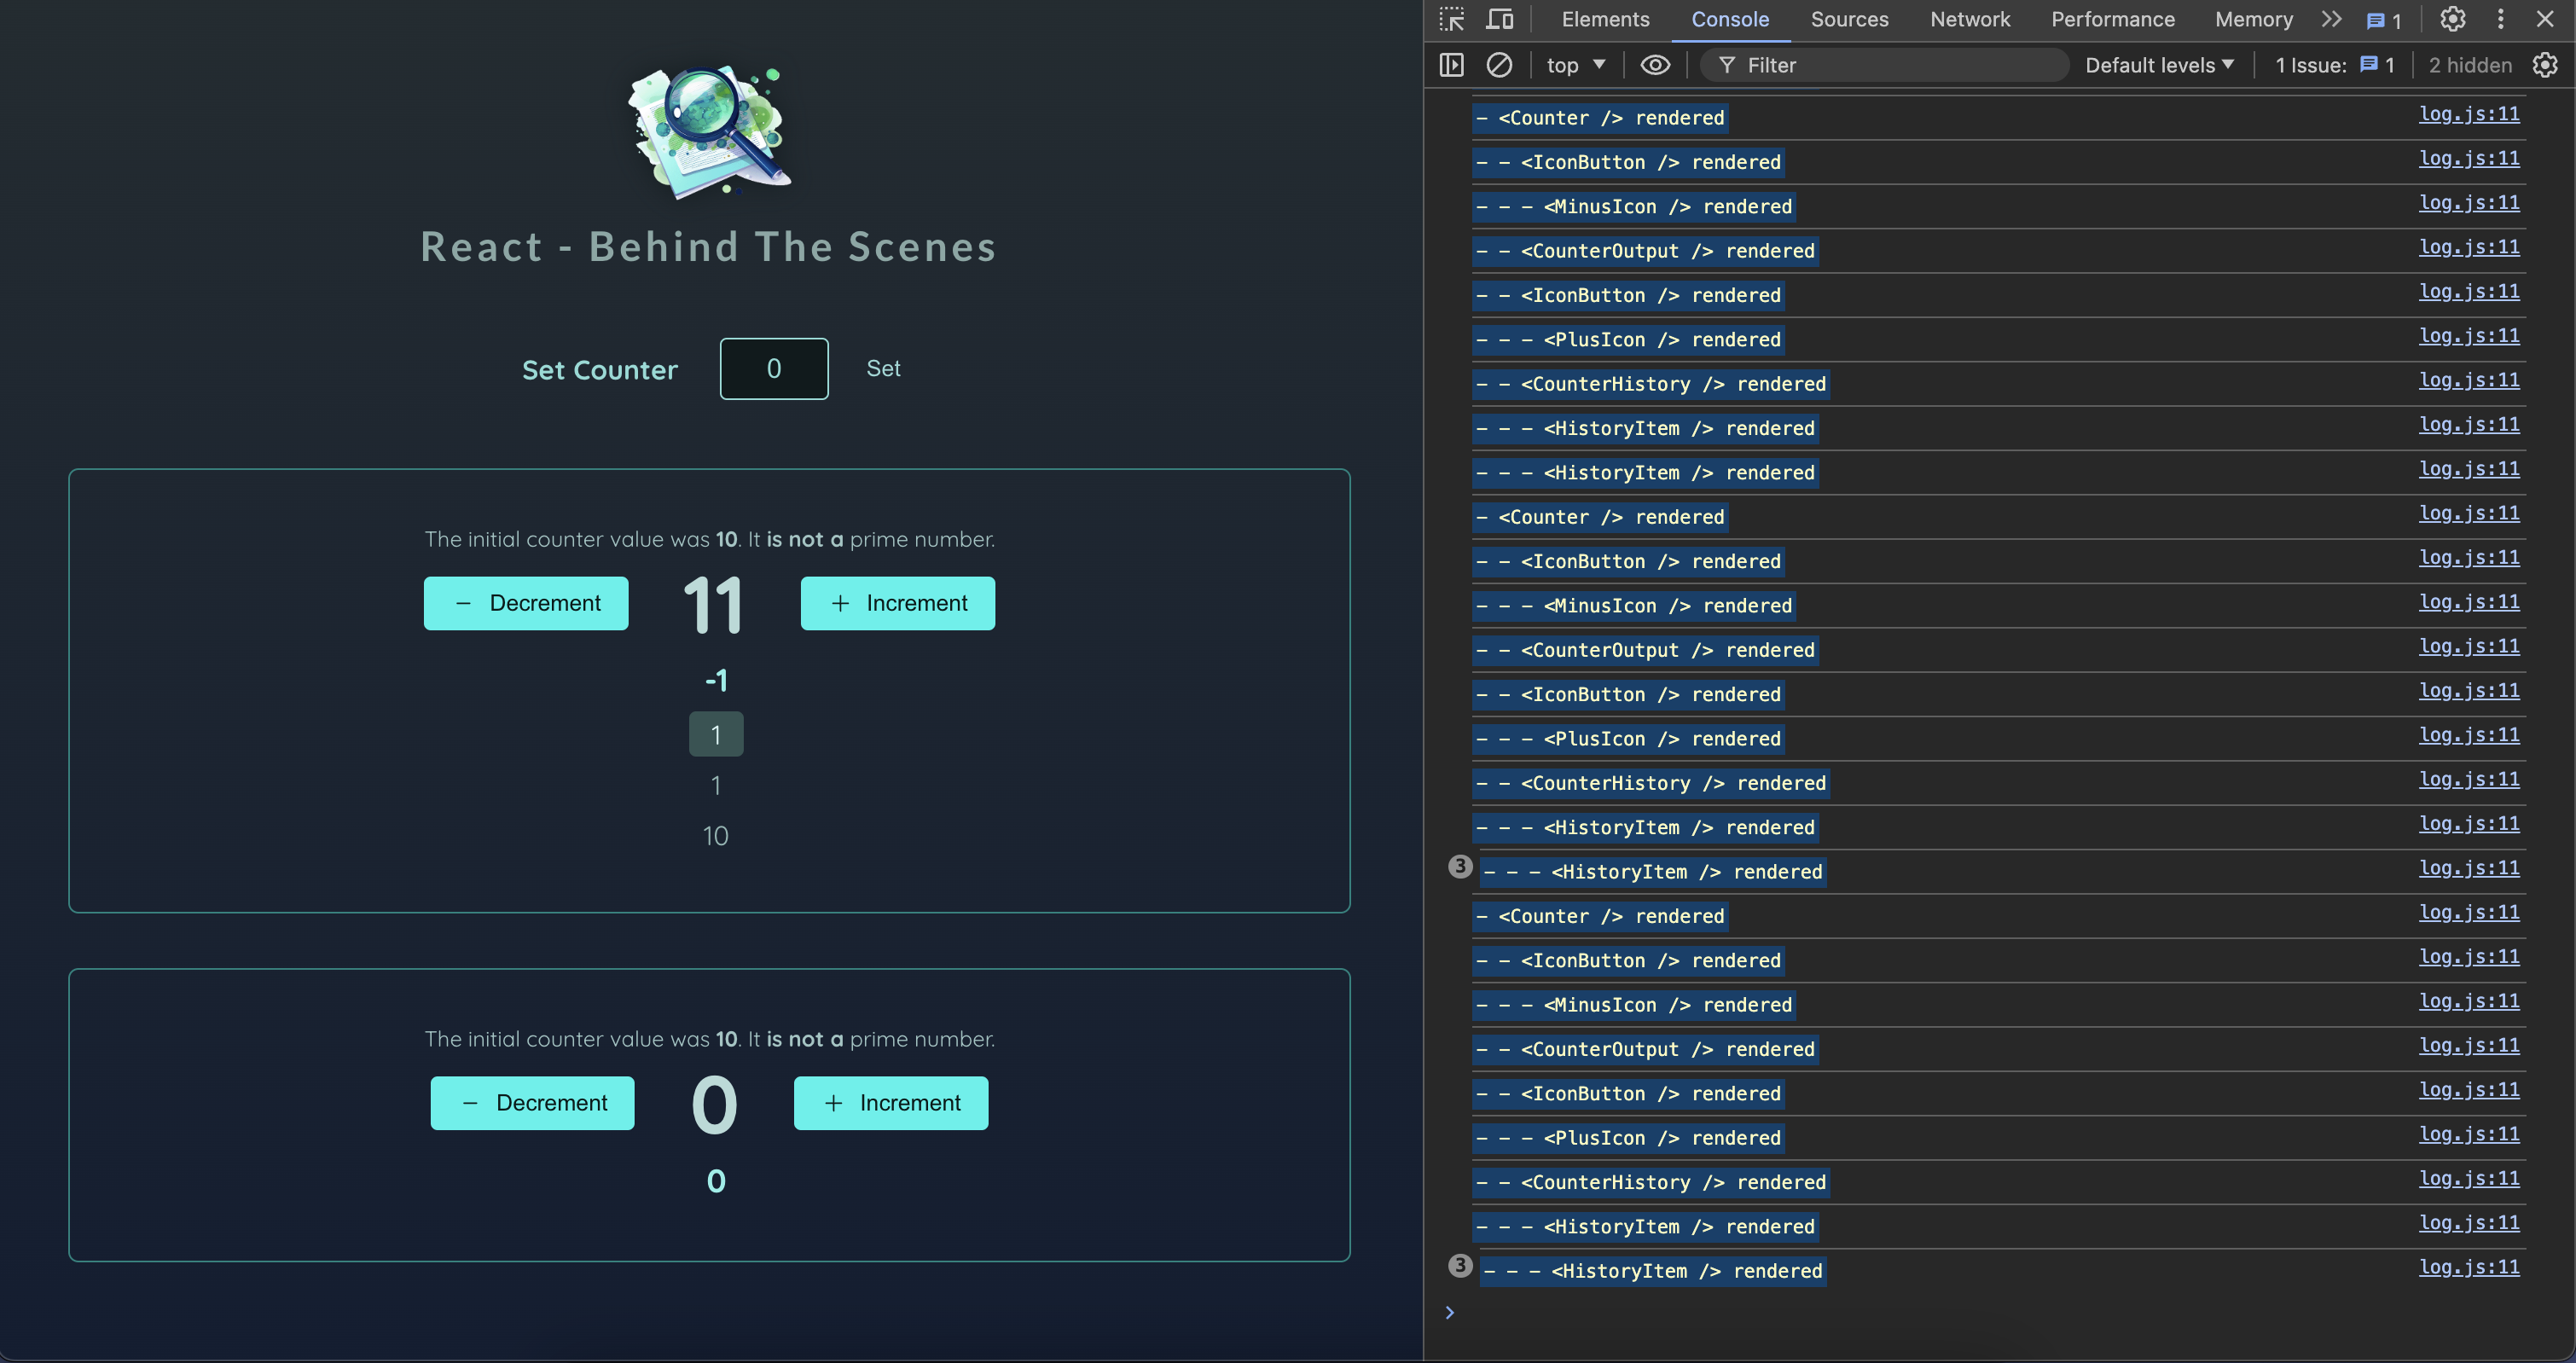 React - Behind The Scenes
Set Counter 0 Set
The initial counter value was 10. It is not a prime number.
− Decrement 11 + Increment
-1
1
1
10
The initial counter value was 10. It is not a prime number.
− Decrement 0 + Increment
0
Elements Console Sources Network Performance Memory 1
top Filter Default levels 1 Issue: 1 2 hidden
- <Counter /> rendered log.js:11
- - <IconButton /> rendered log.js:11
- - - <MinusIcon /> rendered log.js:11
- - <CounterOutput /> rendered log.js:11
- - <IconButton /> rendered log.js:11
- - - <PlusIcon /> rendered log.js:11
- - <CounterHistory /> rendered log.js:11
- - - <HistoryItem /> rendered log.js:11
- - - <HistoryItem /> rendered log.js:11
- <Counter /> rendered log.js:11
- - <IconButton /> rendered log.js:11
- - - <MinusIcon /> rendered log.js:11
- - <CounterOutput /> rendered log.js:11
- - <IconButton /> rendered log.js:11
- - - <PlusIcon /> rendered log.js:11
- - <CounterHistory /> rendered log.js:11
- - - <HistoryItem /> rendered log.js:11
3 - - - <HistoryItem /> rendered log.js:11
- <Counter /> rendered log.js:11
- - <IconButton /> rendered log.js:11
- - - <MinusIcon /> rendered log.js:11
- - <CounterOutput /> rendered log.js:11
- - <IconButton /> rendered log.js:11
- - - <PlusIcon /> rendered log.js:11
- - <CounterHistory /> rendered log.js:11
- - - <HistoryItem /> rendered log.js:11
3 - - - <HistoryItem /> rendered log.js:11